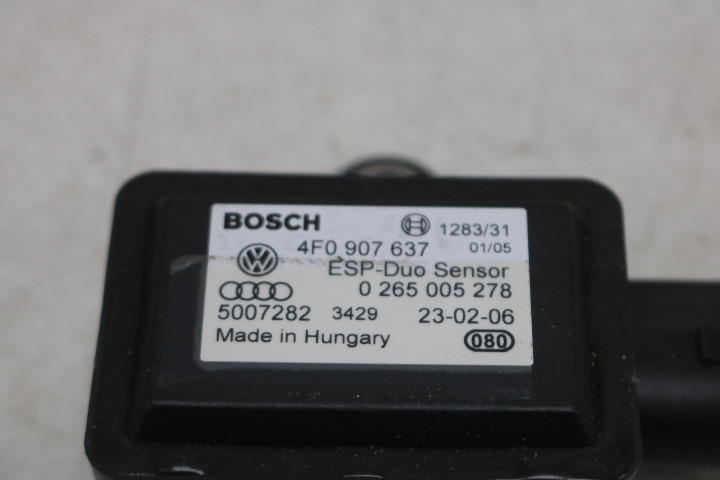 BOSCH 1283/31
4F0 907 637 01/05
ESP-Duo Sensor
0 265 005 278
5007282 3429 23-02-06
Made in Hungary 080